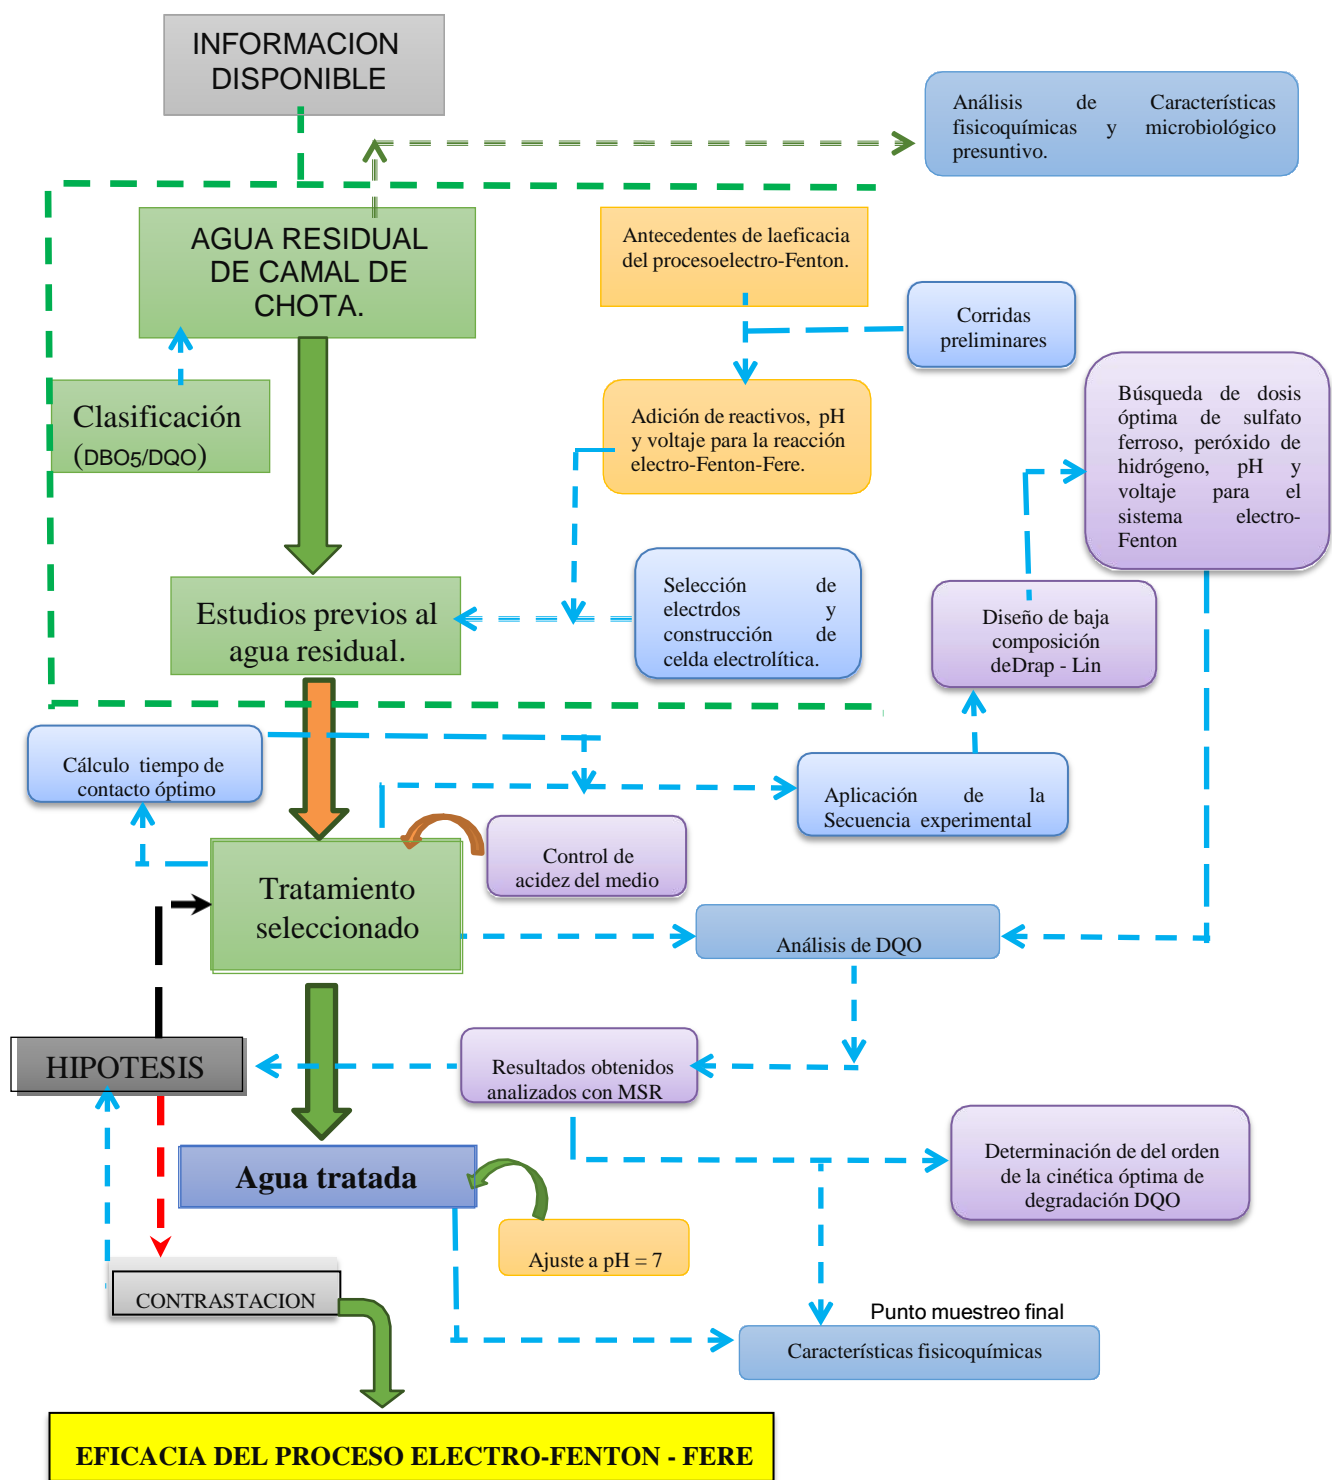 INFORMACION
DISPONIBLE
Análisis de Características
fisicoquímicas y microbiológico
presuntivo.
AGUA RESIDUAL
DE CAMAL DE
CHOTA.
Antecedentes de laeficacia
del procesoelectro-Fenton.
Corridas
preliminares
Clasificación
(DBO5/DQO)
Adición de reactivos, pH
y voltaje para la reacción
electro-Fenton-Fere.
Búsqueda de dosis
óptima de sulfato
ferroso, peróxido de
hidrógeno, pH y
voltaje para el
sistema electro-
Fenton
Estudios previos al
agua residual.
Selección de
electrdos y
construcción de
celda electrolítica.
Diseño de baja
composición
deDrap - Lin
Cálculo tiempo de
contacto óptimo
Aplicación de la
Secuencia experimental
Control de
acidez del medio
Tratamiento
seleccionado
Análisis de DQO
HIPOTESIS
Resultados obtenidos
analizados con MSR
Agua tratada
Determinación de del orden
de la cinética óptima de
degradación DQO
Ajuste a pH = 7
CONTRASTACION
Punto muestreo final
Características fisicoquímicas
EFICACIA DEL PROCESO ELECTRO-FENTON - FERE